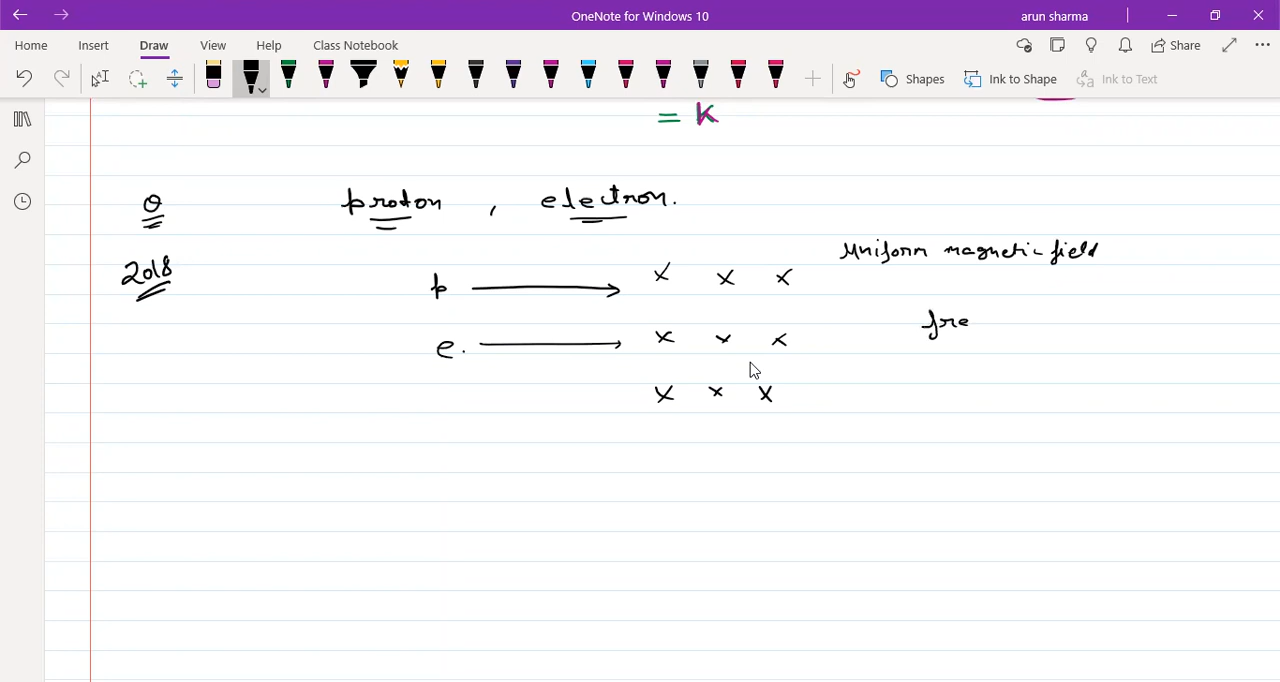 OneNote for Windows 10
arun sharma
Home Insert Draw View Help Class Notebook
Share
Shapes Ink to Shape Ink to Text
= K
Q proton , electron.
2018
Uniform magnetic field
p x x x
fre
e. x x x
x x x